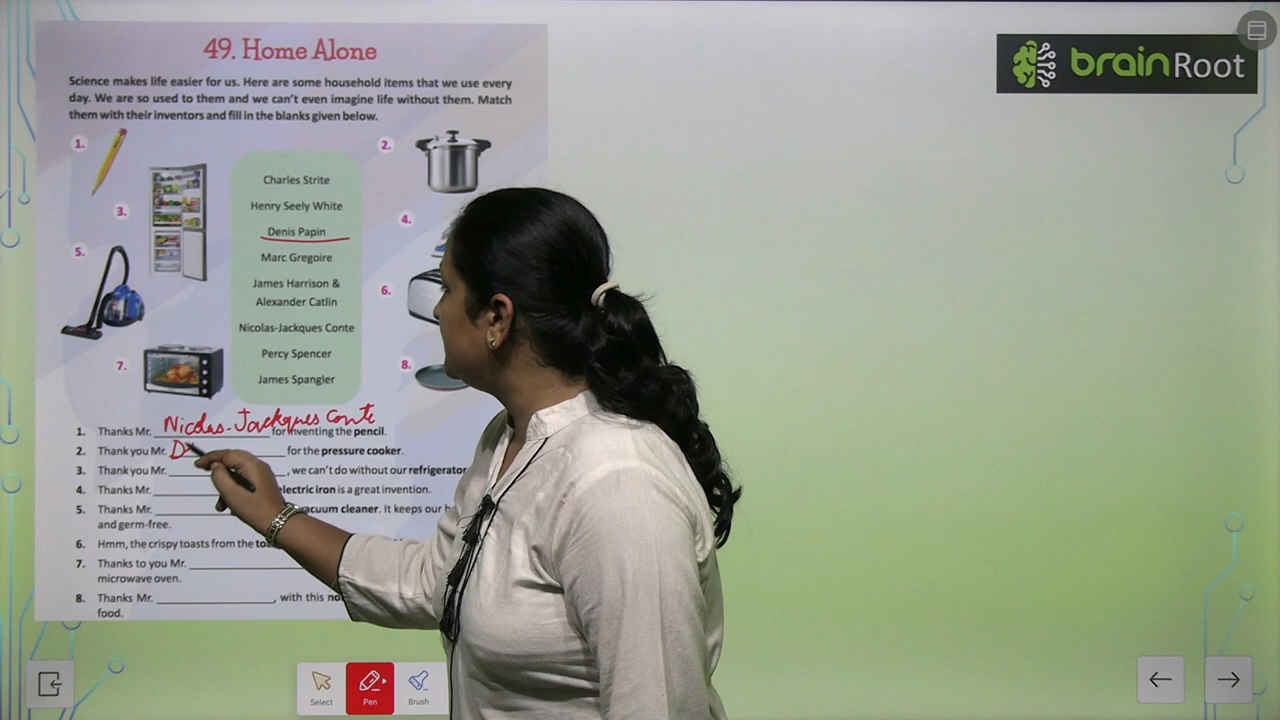 49. Home Alone
Science makes life easier for us. Here are some household items that we use every
day. We are so used to them and we can't even imagine life without them. Match
them with their inventors and fill in the blanks given below.
1.
2.
3.
4.
5.
6.
7.
8.
Charles Strite
Henry Seely White
Denis Papin
Marc Gregoire
James Harrison &
Alexander Catlin
Nicolas-Jackques Conte
Percy Spencer
James Spangler
1. Thanks Mr. Nicolas-Jackques Conte for inventing the pencil.
2. Thank you Mr. D for the pressure cooker.
3. Thank you Mr. , we can't do without our refrigerator
4. Thanks Mr. electric iron is a great invention.
5. Thanks Mr. vacuum cleaner. It keeps our
and germ-free.
6. Hmm, the crispy toasts from the
7. Thanks to you Mr.
microwave oven.
8. Thanks Mr. , with this
food.
brainRoot
Select
Pen
Brush